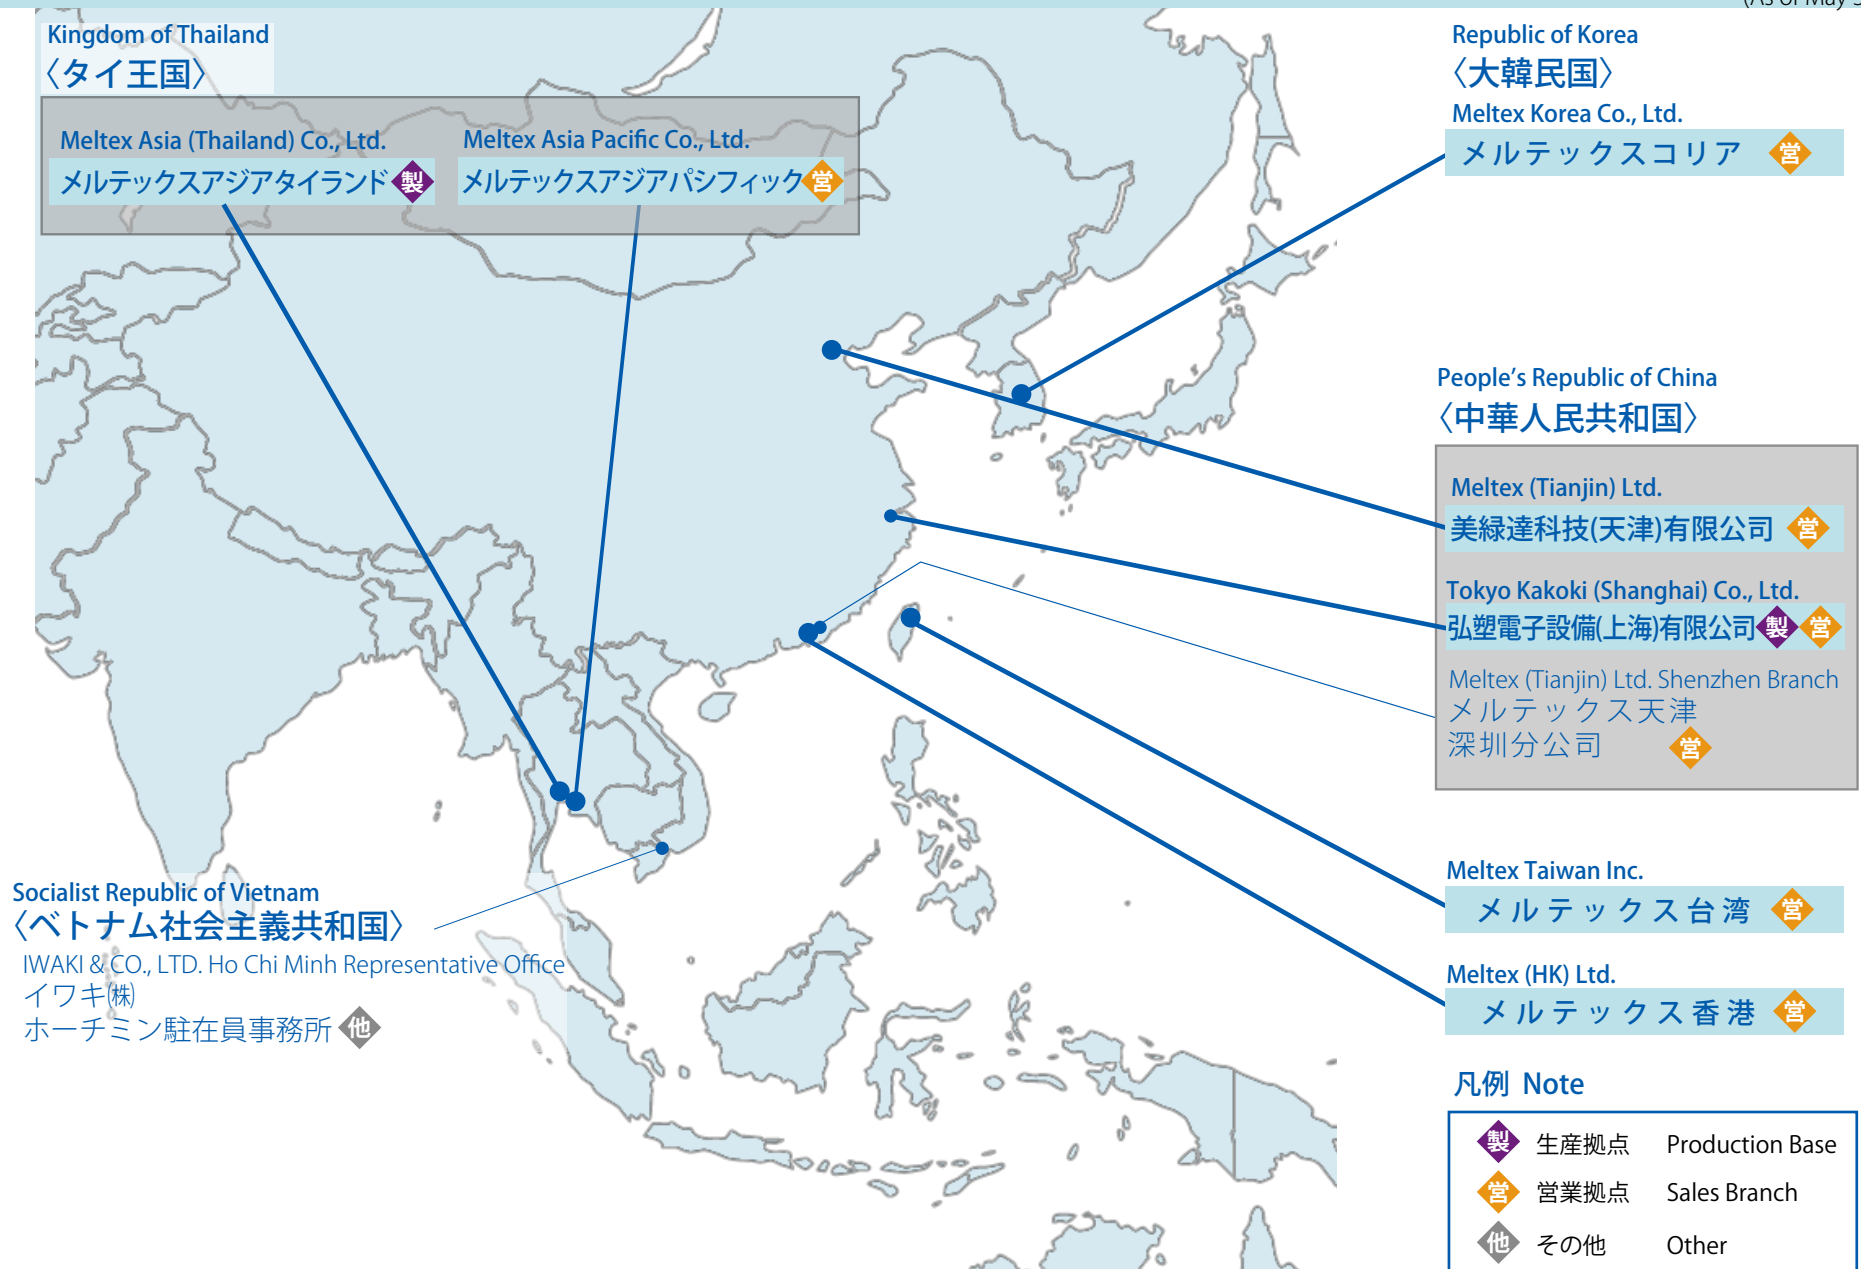 (As of May 3
Kingdom of Thailand
〈タイ王国〉
Meltex Asia (Thailand) Co., Ltd.
メルテックスアジアタイランド 製
Meltex Asia Pacific Co., Ltd.
メルテックスアジアパシフィック 営
Republic of Korea
〈大韓民国〉
Meltex Korea Co., Ltd.
メルテックスコリア 営
People's Republic of China
〈中華人民共和国〉
Meltex (Tianjin) Ltd.
美緑達科技(天津)有限公司 営
Tokyo Kakoki (Shanghai) Co., Ltd.
弘塑電子設備(上海)有限公司 製 営
Meltex (Tianjin) Ltd. Shenzhen Branch
メルテックス天津
深圳分公司 営
Socialist Republic of Vietnam
〈ベトナム社会主義共和国〉
IWAKI & CO., LTD. Ho Chi Minh Representative Office
イワキ㈱
ホーチミン駐在員事務所 他
Meltex Taiwan Inc.
メルテックス台湾 営
Meltex (HK) Ltd.
メルテックス香港 営
凡例 Note
製 生産拠点 Production Base
営 営業拠点 Sales Branch
他 その他 Other